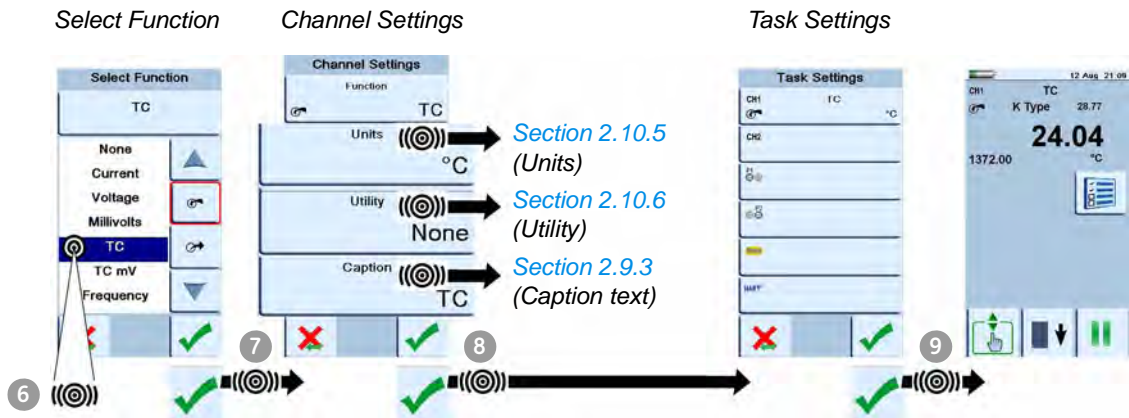 Select Function
Channel Settings
Task Settings
Select Function
TC
None
Current
Voltage
Millivolts
TC
TC mV
Frequency
Channel Settings
Function
TC
Units
°C
Utility
None
Caption
TC
Section 2.10.5
(Units)
Section 2.10.6
(Utility)
Section 2.9.3
(Caption text)
Task Settings
CH1
TC
°C
CH2
HART
12 Aug 21:09
CH1
TC
K Type
28.77
24.04
1372.00
°C
6
7
8
9